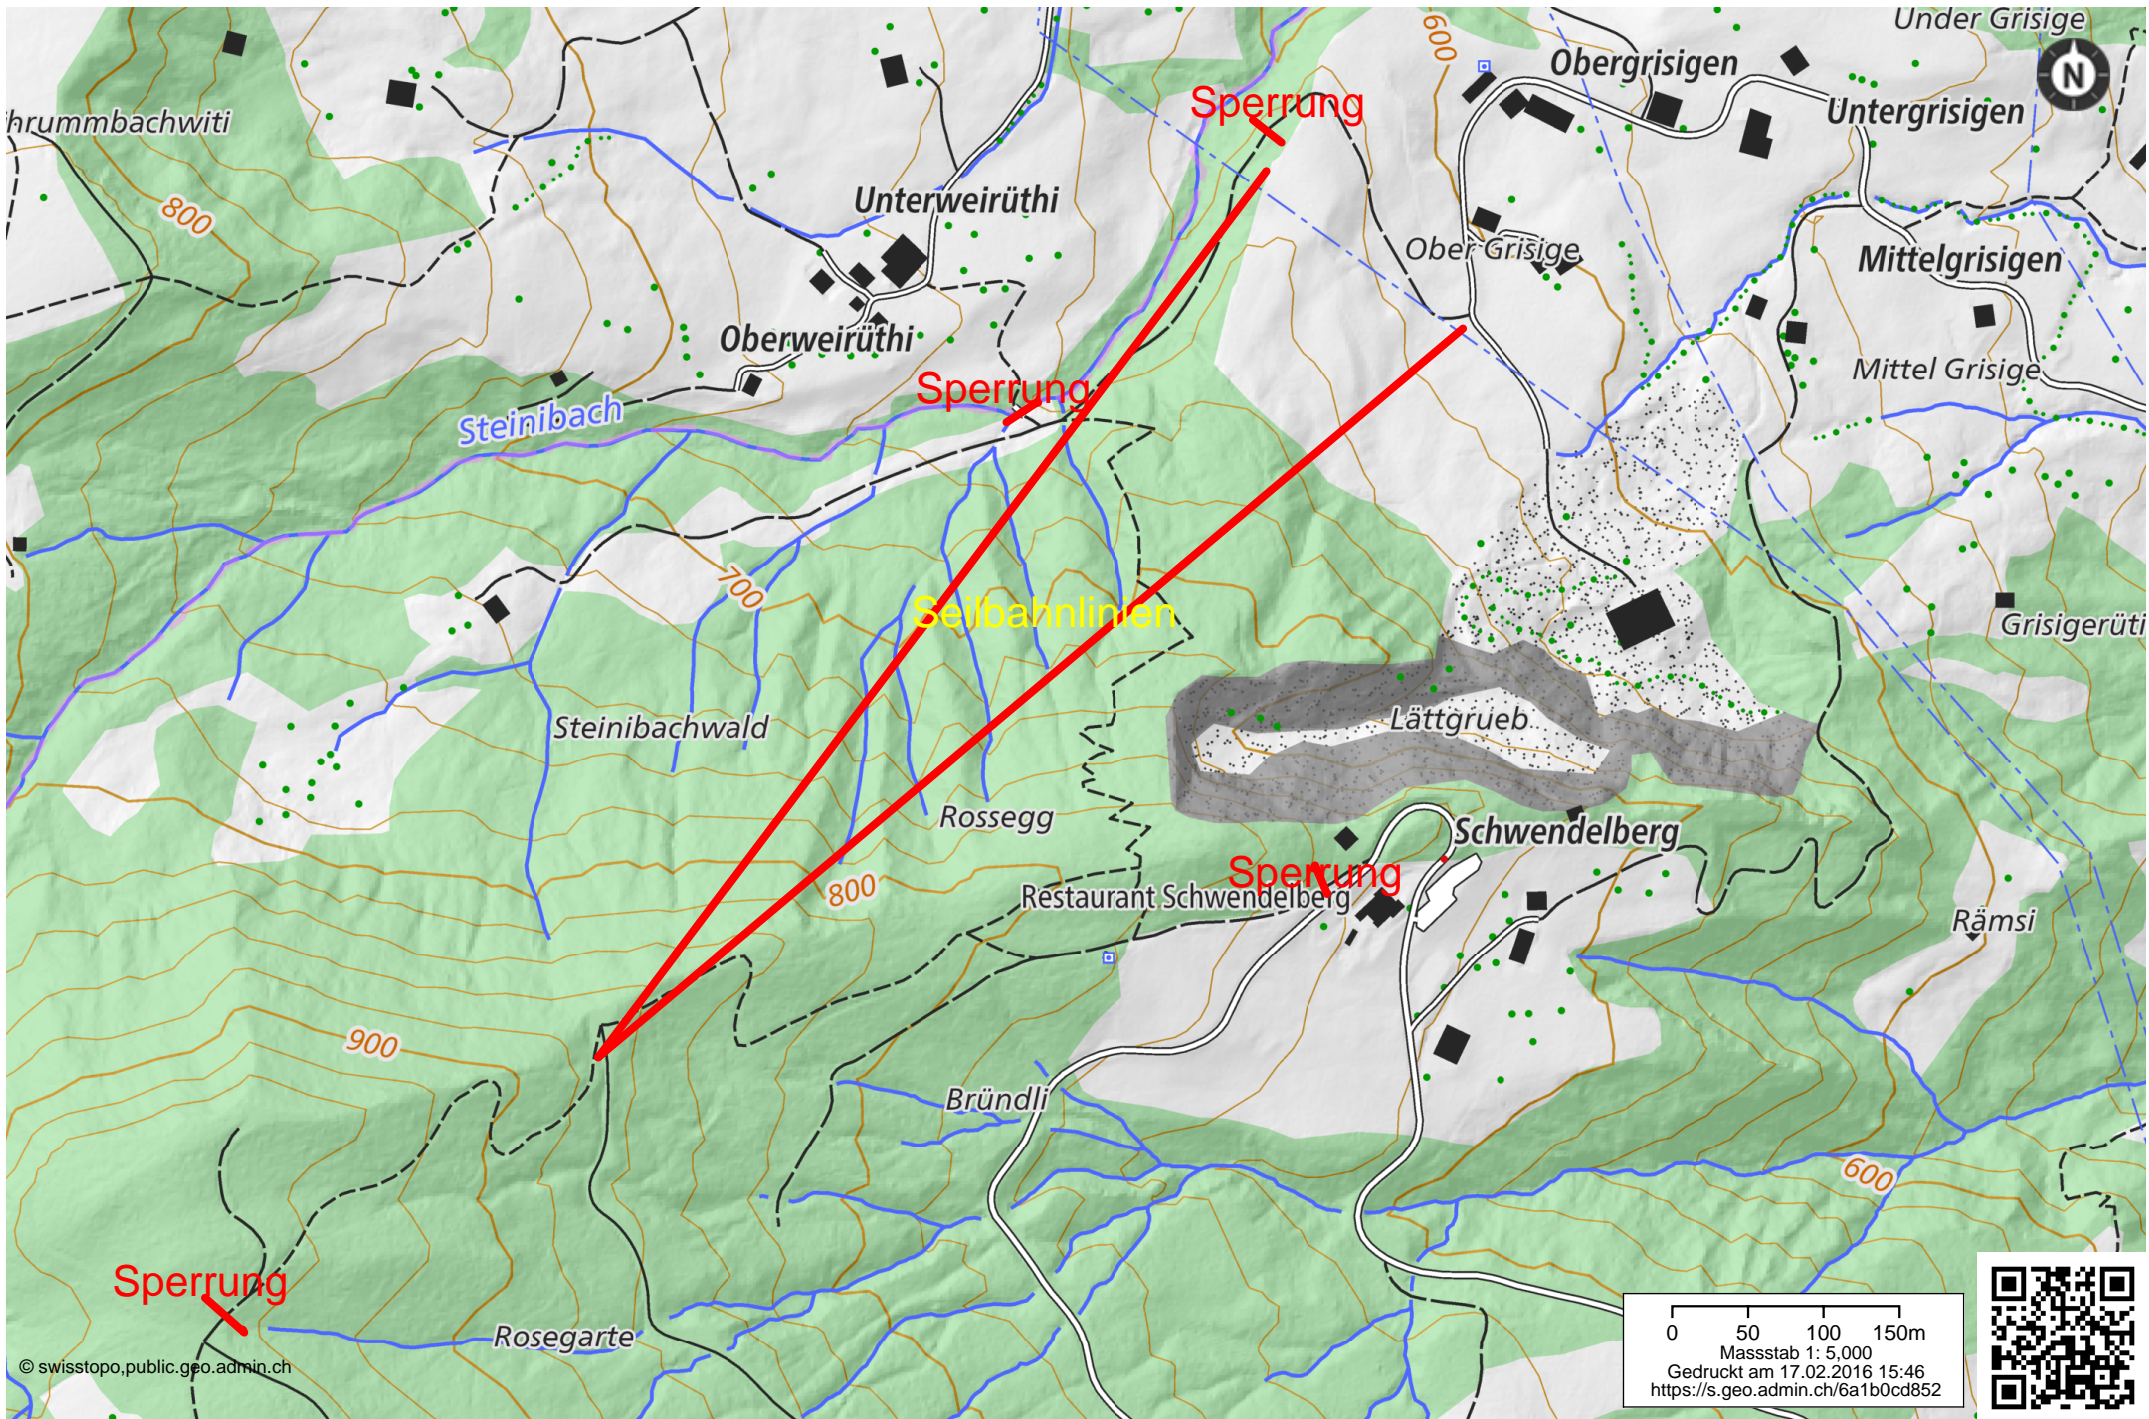 Under Grisige
600
Obergrisigen
N
Sperrung
Untergrisigen
hrummbachwiti
800
Unterweirüthi
Ober Grisige
Mittelgrisigen
Oberweirüthi
Mittel Grisige
Sperrung
Steinibach
700
Seilbahnlinien
Grisigerüti
Steinibachwald
Lättgrueb
Rossegg
Schwendelberg
Sperrung
800
Restaurant Schwendelberg
Rämsi
900
Bründli
600
Sperrung
Rosegarte
0 50 100 150m
Massstab 1: 5,000
Gedruckt am 17.02.2016 15:46
https://s.geo.admin.ch/6a1b0cd852
© swisstopo,public.geo.admin.ch